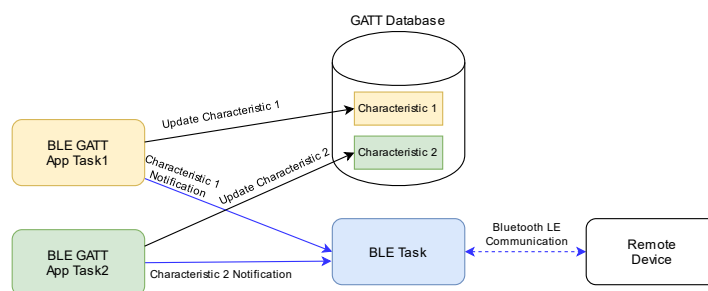 GATT Database
Characteristic 1
Update Characteristic 1
BLE GATT
App Task1
Characteristic 2
Characteristic 1
Notification
Update Characteristic 2
Bluetooth LE
Communication
BLE Task
Remote
Device
BLE GATT
App Task2
Characteristic 2 Notification